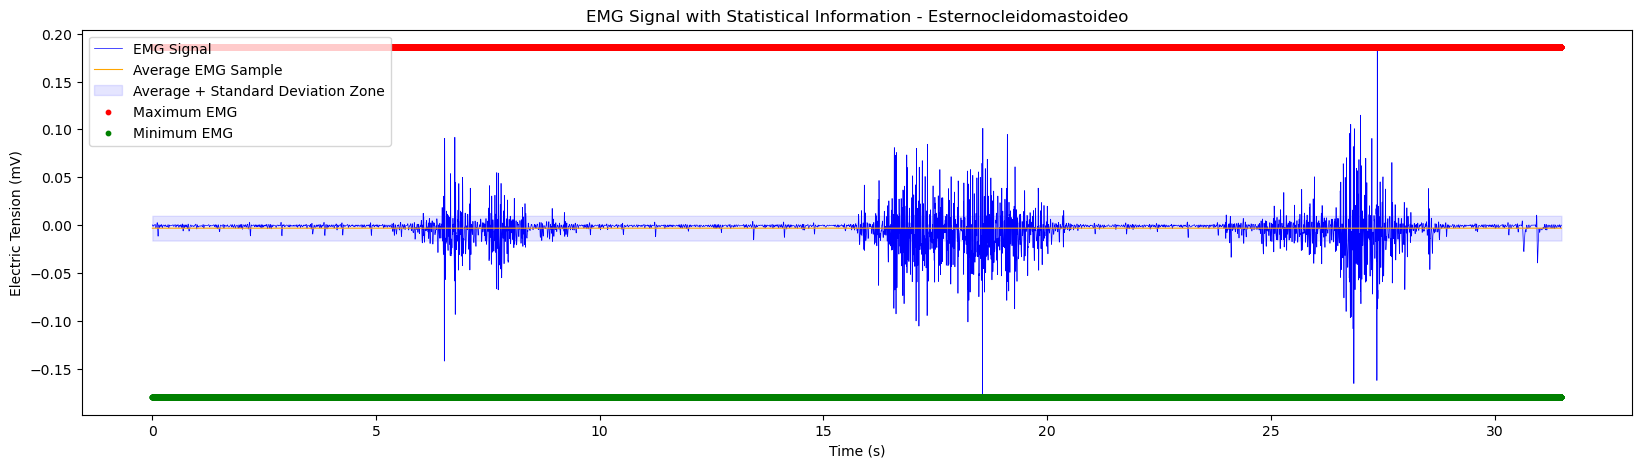 EMG Signal with Statistical Information - Esternocleidomastoideo
EMG Signal
Average EMG Sample
Average + Standard Deviation Zone
Maximum EMG
Minimum EMG
Electric Tension (mV)
0.20
0.15
0.10
0.05
0.00
−0.05
−0.10
−0.15
0 5 10 15 20 25 30
Time (s)